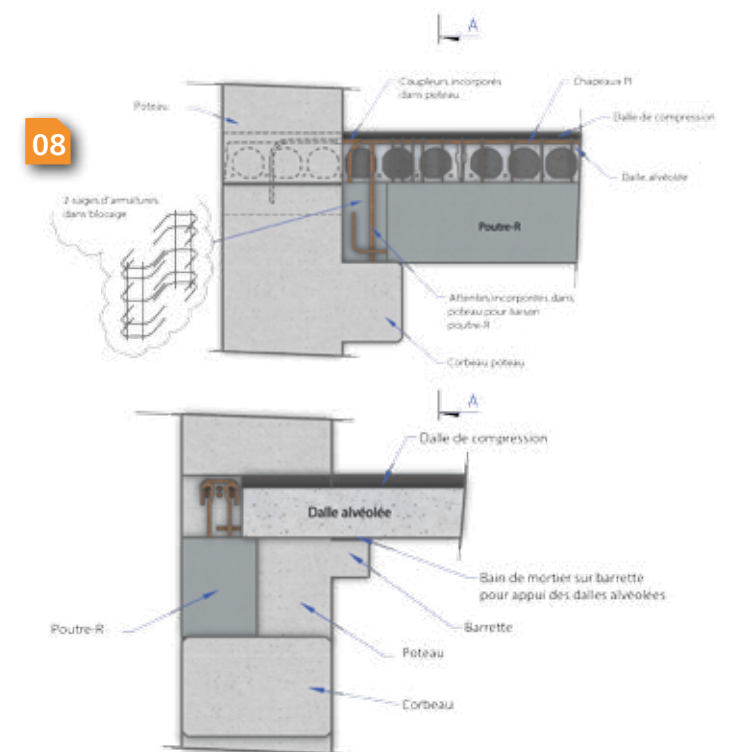 A
Coupleurs incorporés
dans poteau
Chapeaux PI
Poteau
Dalle de compression
08
Dalle alvéolée
2 cages d'armatures
dans blocage
Poutre-R
Attentes incorporées dans
poteau pour liaison
poutre-R
Corbeau poteau
A
Dalle de compression
Dalle alvéolée
Bain de mortier sur barrette
pour appui des dalles alvéolées
Poutre-R
Barrette
Poteau
Corbeau